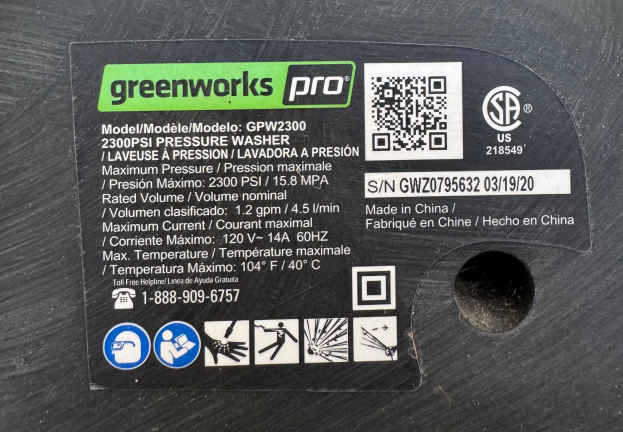 greenworks pro®
Model/Modèle/Modelo: GPW2300
2300PSI PRESSURE WASHER
/ LAVEUSE À PRESSION / LAVADORA A PRESIÓN
Maximum Pressure / Pression maximale
/ Presión Máximo: 2300 PSI / 15.8 MPA
Rated Volume / Volume nominal
/ Volumen clasificado: 1.2 gpm / 4.5 l/min
Maximum Current / Courant maximal
/ Corriente Máximo: 120 V~ 14A 60HZ
Max. Temperature / Température maximale
/ Temperatura Máximo: 104° F / 40° C
Toll Free Helpline/ Linea de Ayuda Gratuita
1-888-909-6757
SA ®
US
218549
S/N GWZ0795632 03/19/20
Made in China /
Fabriqué en Chine / Hecho en China